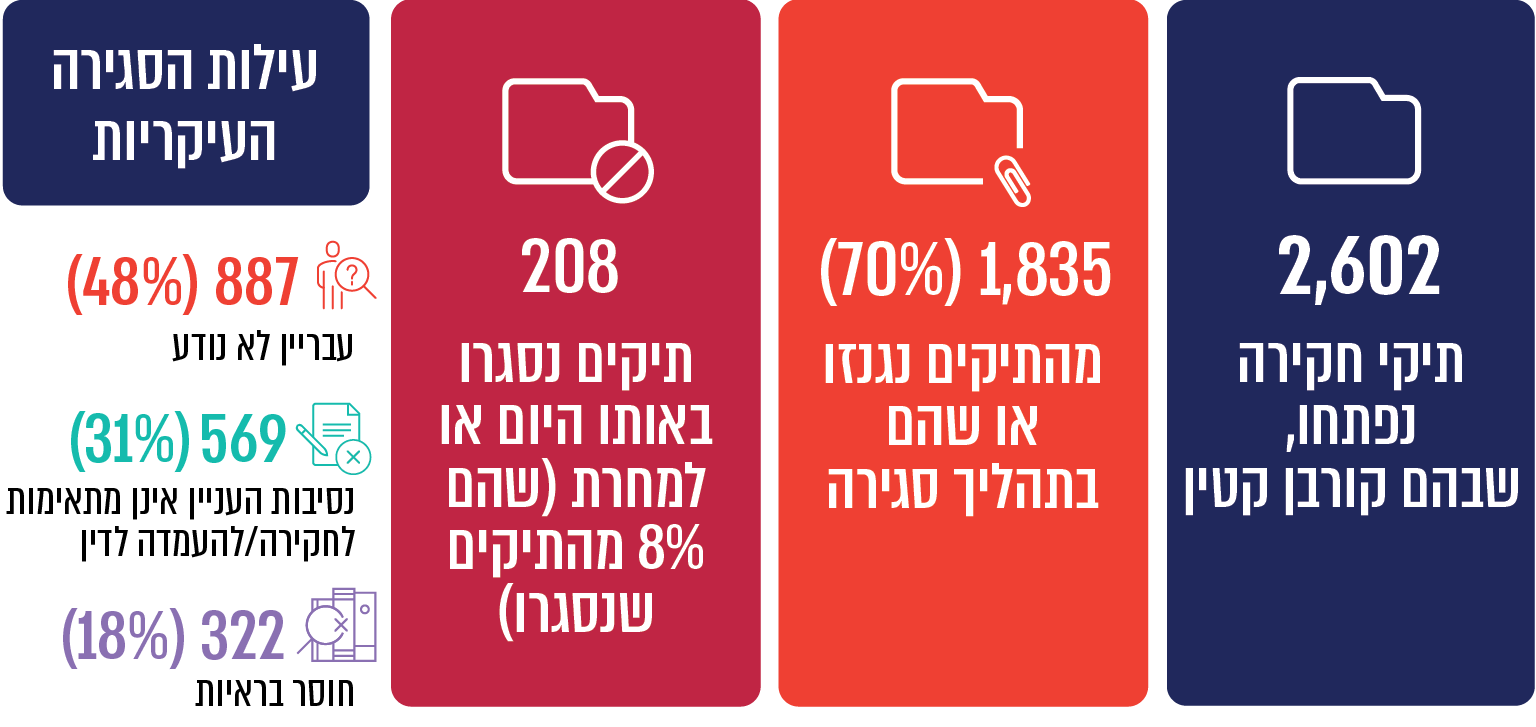 2,602
תיקי חקירה
נפתחו,
שבהם קורבן קטין
1,835 (70%)
מהתיקים נגנזו
או שהם
בתהליך סגירה
208
תיקים נסגרו
באותו היום או
למחרת (שהם
8% מהתיקים
שנסגרו)
עילות הסגירה
העיקריות
887 (48%)
עבריין לא נודע
569 (31%)
נסיבות העניין אינן מתאימות
לחקירה/להעמדה לדין
322 (18%)
חוסר בראיות